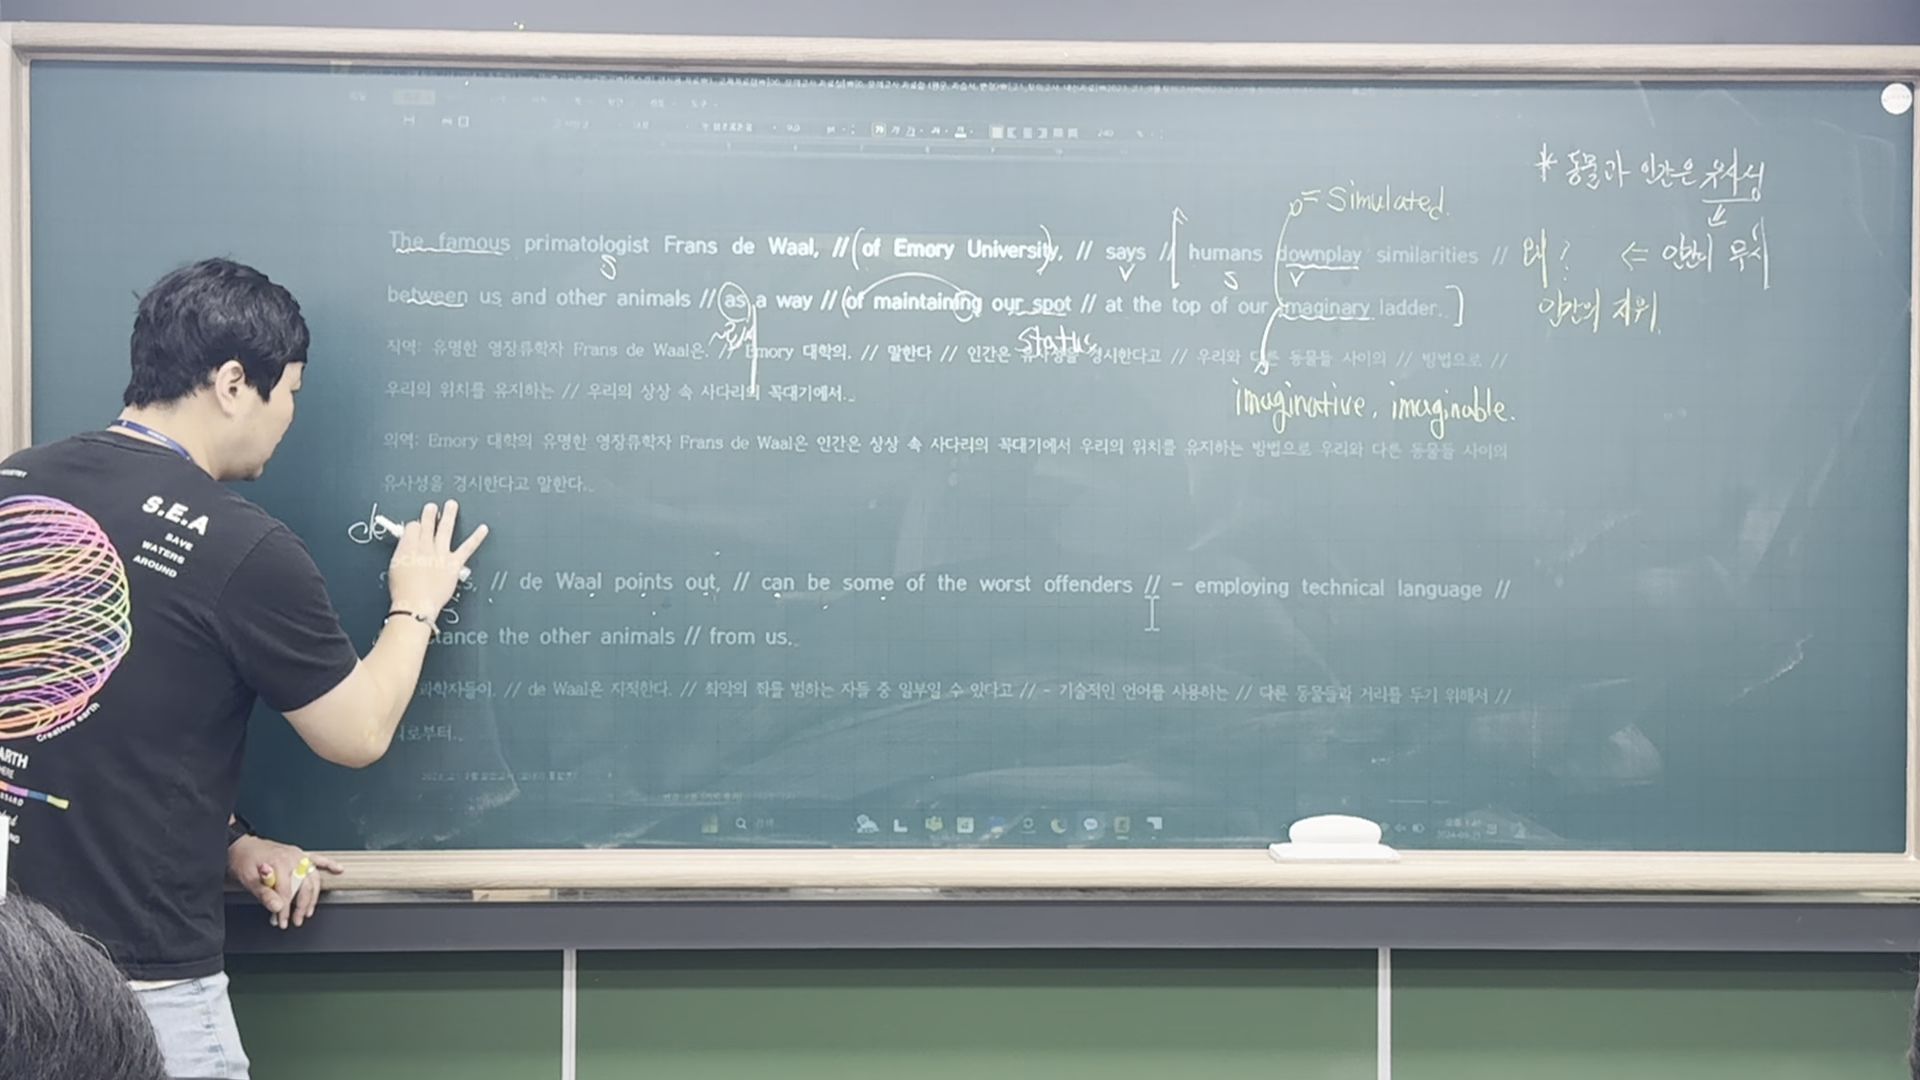 * 동물과 인간은 유사성
= Simulated.
The famous primatologist Frans de Waal, // (of Emory University), // says // [ humans downplay similarities //
왜? ⇐ 인간이 무시
S V S V
between us and other animals // as a way // (of maintaining our spot // at the top of our imaginary ladder. ]
인간의 지위.
~로서 status
직역: 유명한 영장류학자 Frans de Waal은. // Emory 대학의. // 말한다 // 인간은 유사성을 경시한다고 // 우리와 다른 동물들 사이의 // 방법으로 //
우리의 위치를 유지하는 // 우리의 상상 속 사다리의 꼭대기에서.
imaginative, imaginable.
의역: Emory 대학의 유명한 영장류학자 Frans de Waal은 인간은 상상 속 사다리의 꼭대기에서 우리의 위치를 유지하는 방법으로 우리와 다른 동물들 사이의
유사성을 경시한다고 말한다.
// de Waal points out, // can be some of the worst offenders // - employing technical language //
S
the other animals // from us.
과학자들이. // de Waal은 지적한다. // 최악의 죄를 범하는 자들 중 일부일 수 있다고 // - 기술적인 언어를 사용하는 // 다른 동물들과 거리를 두기 위해서 //
S.E.A
SAVE
WATERS
AROUND